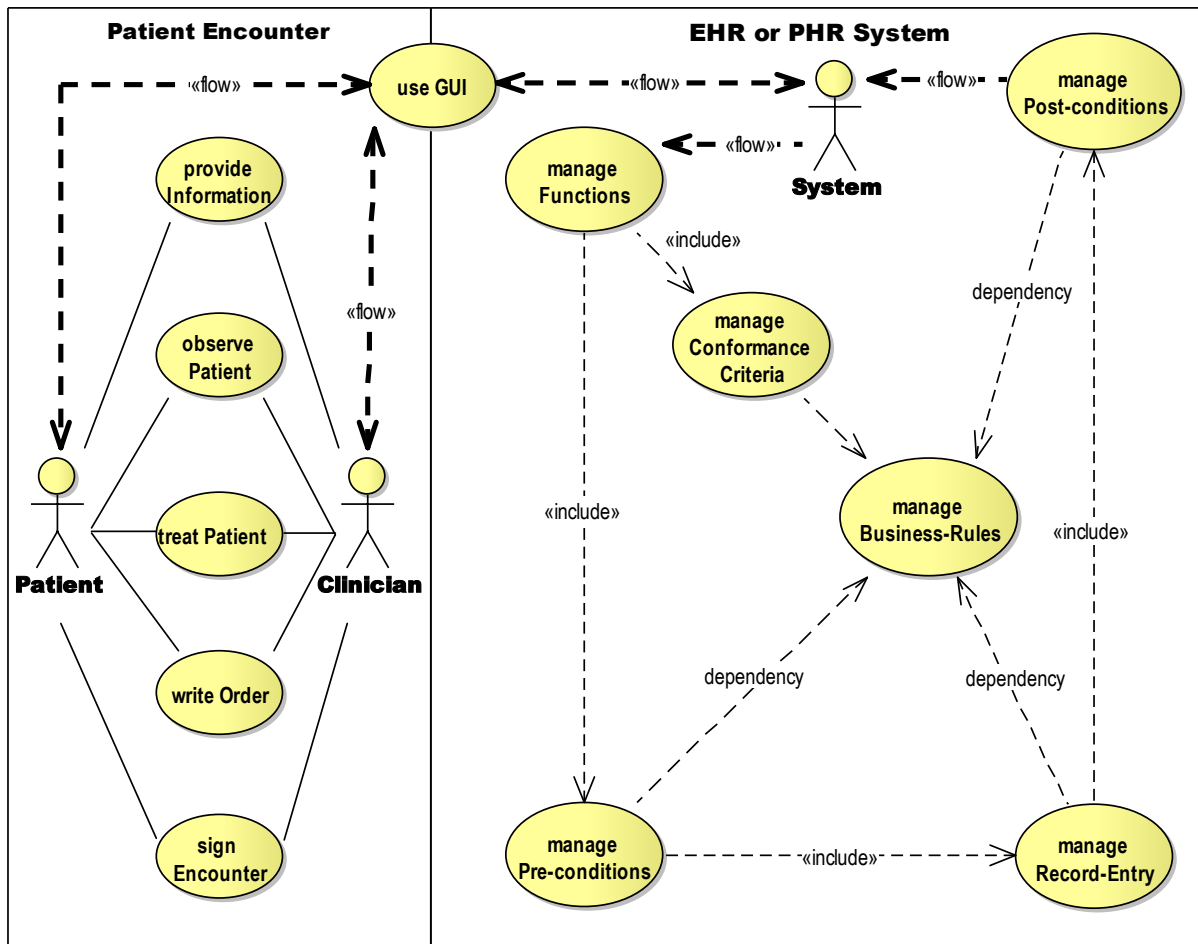 Patient Encounter
EHR or PHR System
«flow»
use GUI
«flow»
«flow»
manage
Post-conditions
provide
Information
manage
Functions
«flow»
System
«include»
«flow»
observe
Patient
manage
Conformance
Criteria
dependency
Patient
treat Patient
Clinician
«include»
manage
Business-Rules
«include»
write Order
dependency
dependency
sign
Encounter
manage
Pre-conditions
«include»
manage
Record-Entry